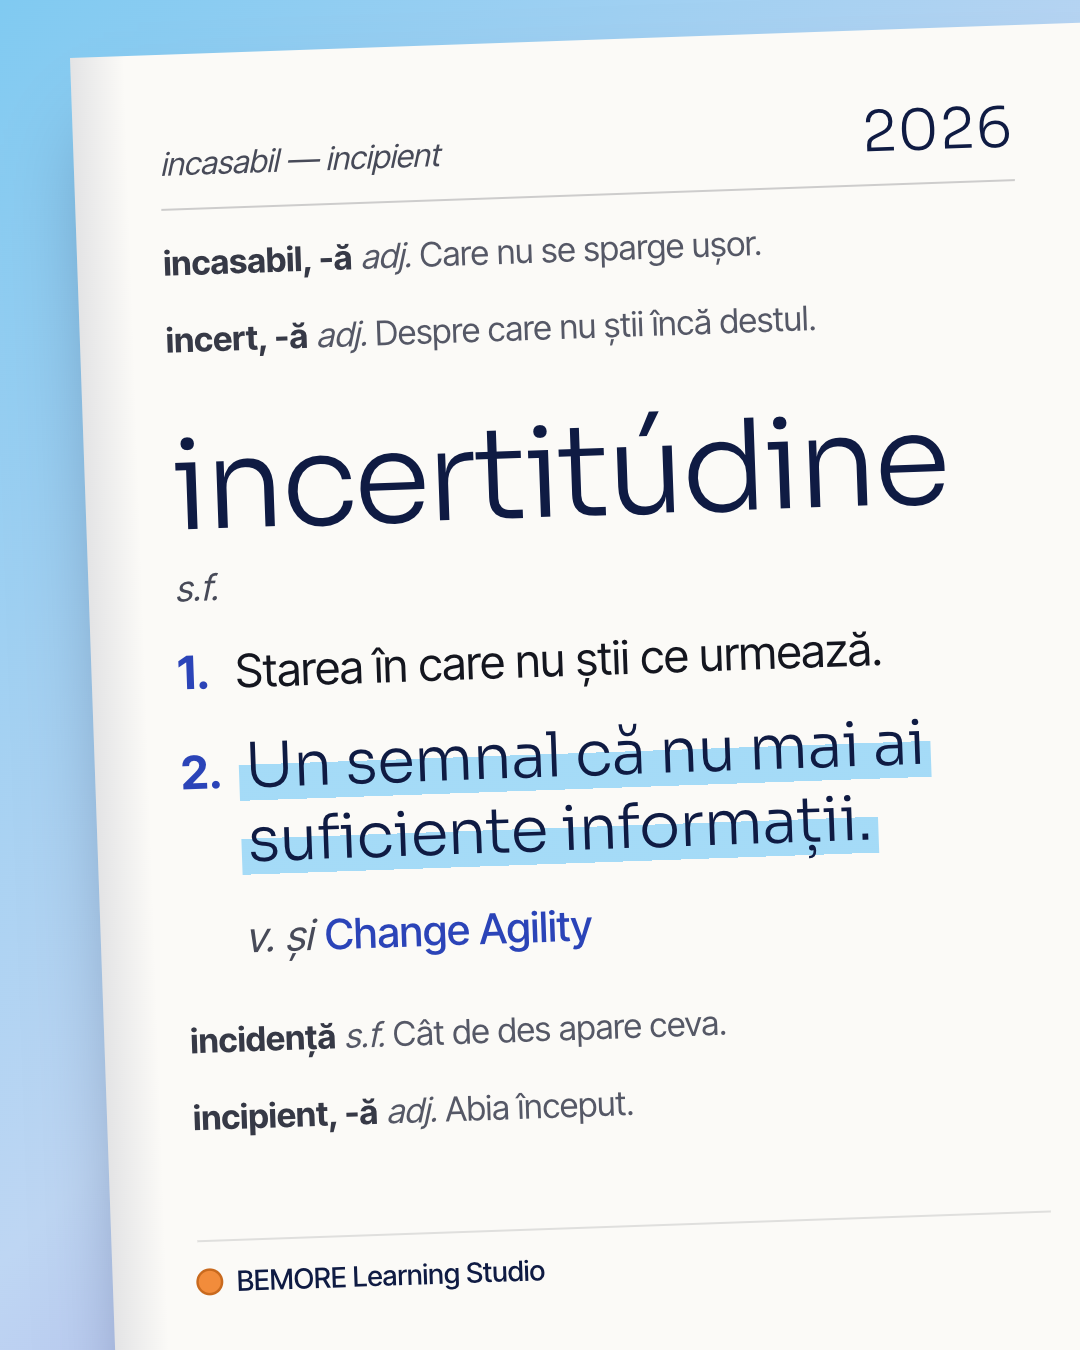 incasabil — incipient
2026
incasabil, -ă adj. Care nu se sparge ușor.
incert, -ă adj. Despre care nu știi încă destul.
incertitúdine
s.f.
1. Starea în care nu știi ce urmează.
2. Un semnal că nu mai ai
suficiente informații.
v. și Change Agility
incidență s.f. Cât de des apare ceva.
incipient, -ă adj. Abia început.
BEMORE Learning Studio